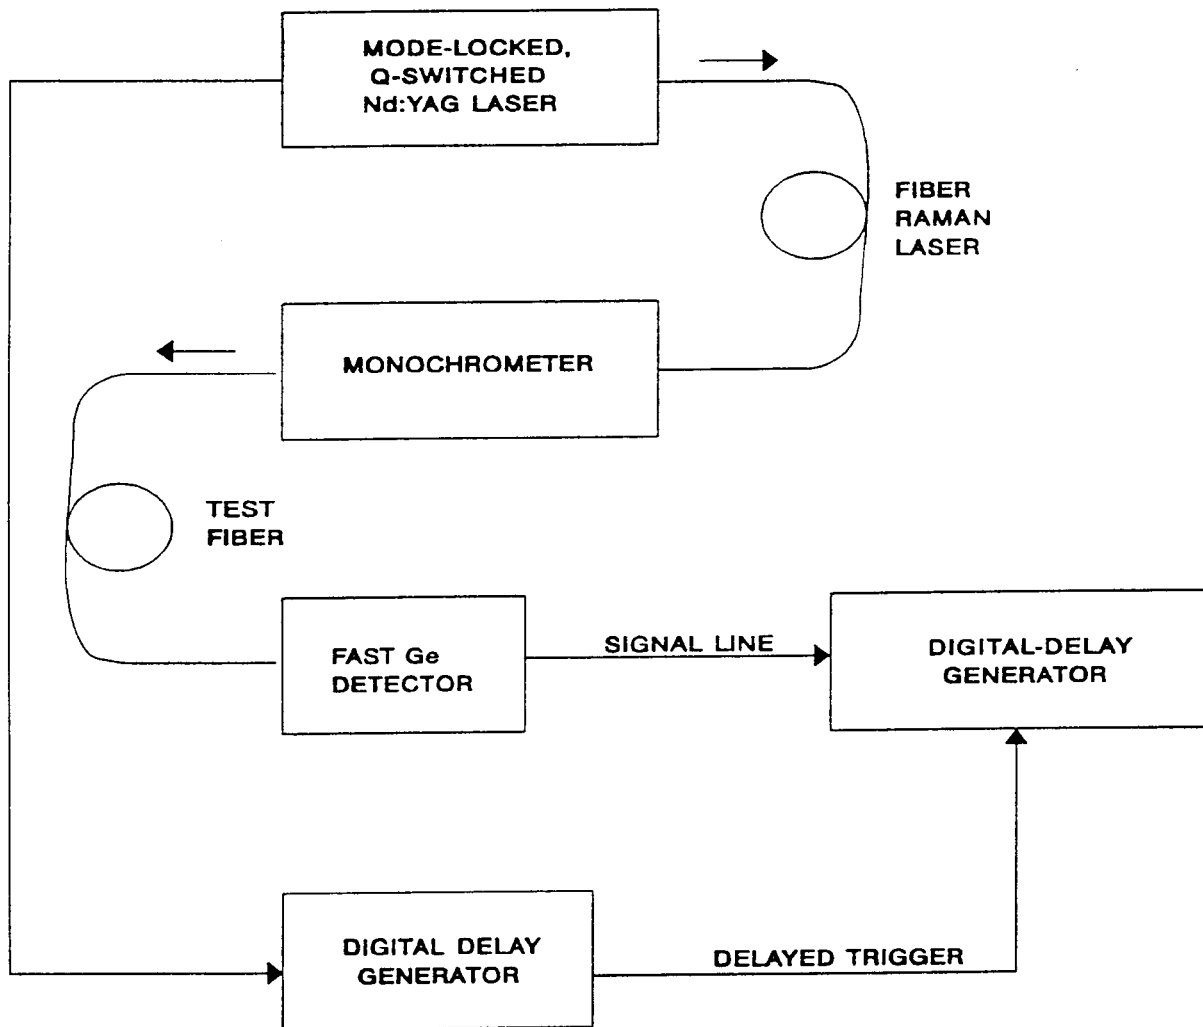 MODE-LOCKED,
Q-SWITCHED
Nd:YAG LASER
FIBER
RAMAN
LASER
MONOCHROMETER
TEST
FIBER
FAST Ge
DETECTOR
SIGNAL LINE
DIGITAL-DELAY
GENERATOR
DIGITAL DELAY
GENERATOR
DELAYED TRIGGER